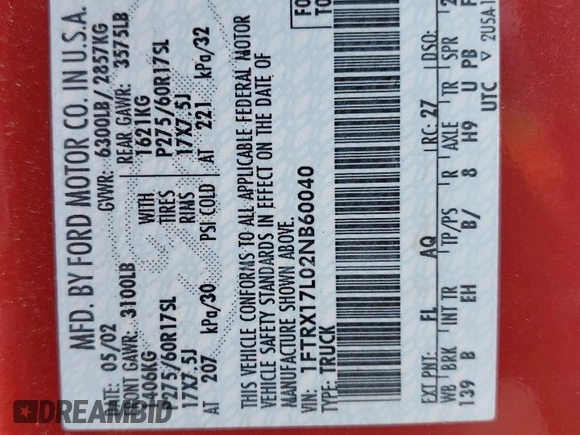 MFD. BY FORD MOTOR CO. IN U.S.A.
DATE: 05/02 GVWR: 6300LB/ 2857KG
FRONT GAWR: 3100LB REAR GAWR: 3575LB
1406KG WITH 1621KG
P275/60R17SL TIRES P275/60R17SL
17X7.5J RIMS 17X7.5J
AT 207 kPa/30 PSI COLD AT 221 kPa/32
THIS VEHICLE CONFORMS TO ALL APPLICABLE FEDERAL MOTOR
VEHICLE SAFETY STANDARDS IN EFFECT ON THE DATE OF
MANUFACTURE SHOWN ABOVE.
VIN: 1FTRX17L02NB60040
TYPE: TRUCK
EXT PNT: FL AQ RC: 27 DSO:
WB BRK INT TR TP/PS R AXLE TR SPR
139 B EH B/ 8 H9 U PB
UTC
DREAMBID